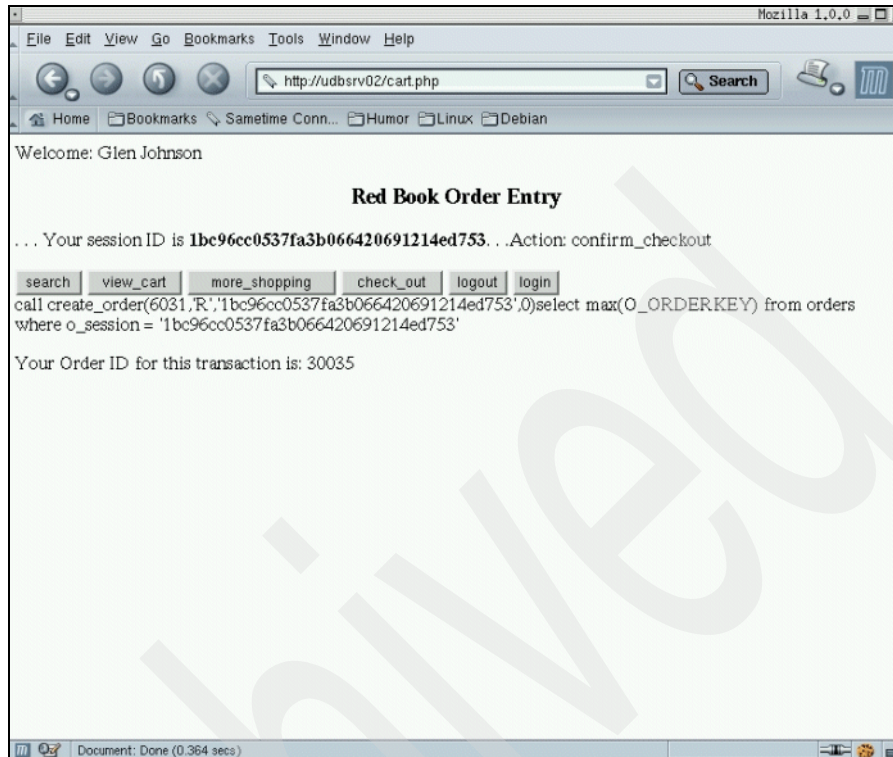 Mozilla 1.0.0
File Edit View Go Bookmarks Tools Window Help
http://udbsrv02/cart.php Search
Home Bookmarks Sametime Conn... Humor Linux Debian
Welcome: Glen Johnson
Red Book Order Entry
. . . Your session ID is 1bc96cc0537fa3b066420691214ed753. . .Action: confirm_checkout
search view_cart more_shopping check_out logout login
call create_order(6031,'R','1bc96cc0537fa3b066420691214ed753',0)select max(O_ORDERKEY) from orders
where o_session = '1bc96cc0537fa3b066420691214ed753'
Your Order ID for this transaction is: 30035
Document: Done (0.364 secs)